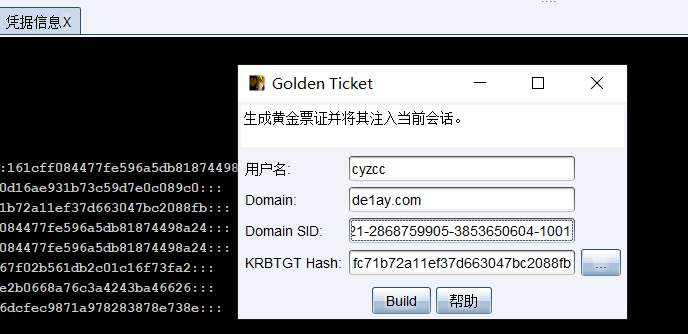 凭据信息X
Golden Ticket
生成黄金票证并将其注入当前会话。
:161cff084477fe596a5db81874498
0d16ae931b73c59d7e0c089c0:::
1b72a11ef37d663047bc2088fb:::
084477fe596a5db81874498a24:::
084477fe596a5db81874498a24:::
67f02b561db2c01c16f73fa2:::
e2b0668a76c3a4243ba46626:::
6dcfec9871a978283878e738e:::
用户名: cyzcc
Domain: de1ay.com
Domain SID: 21-2868759905-3853650604-1001
KRBTGT Hash: fc71b72a11ef37d663047bc2088fb ...
Build 帮助